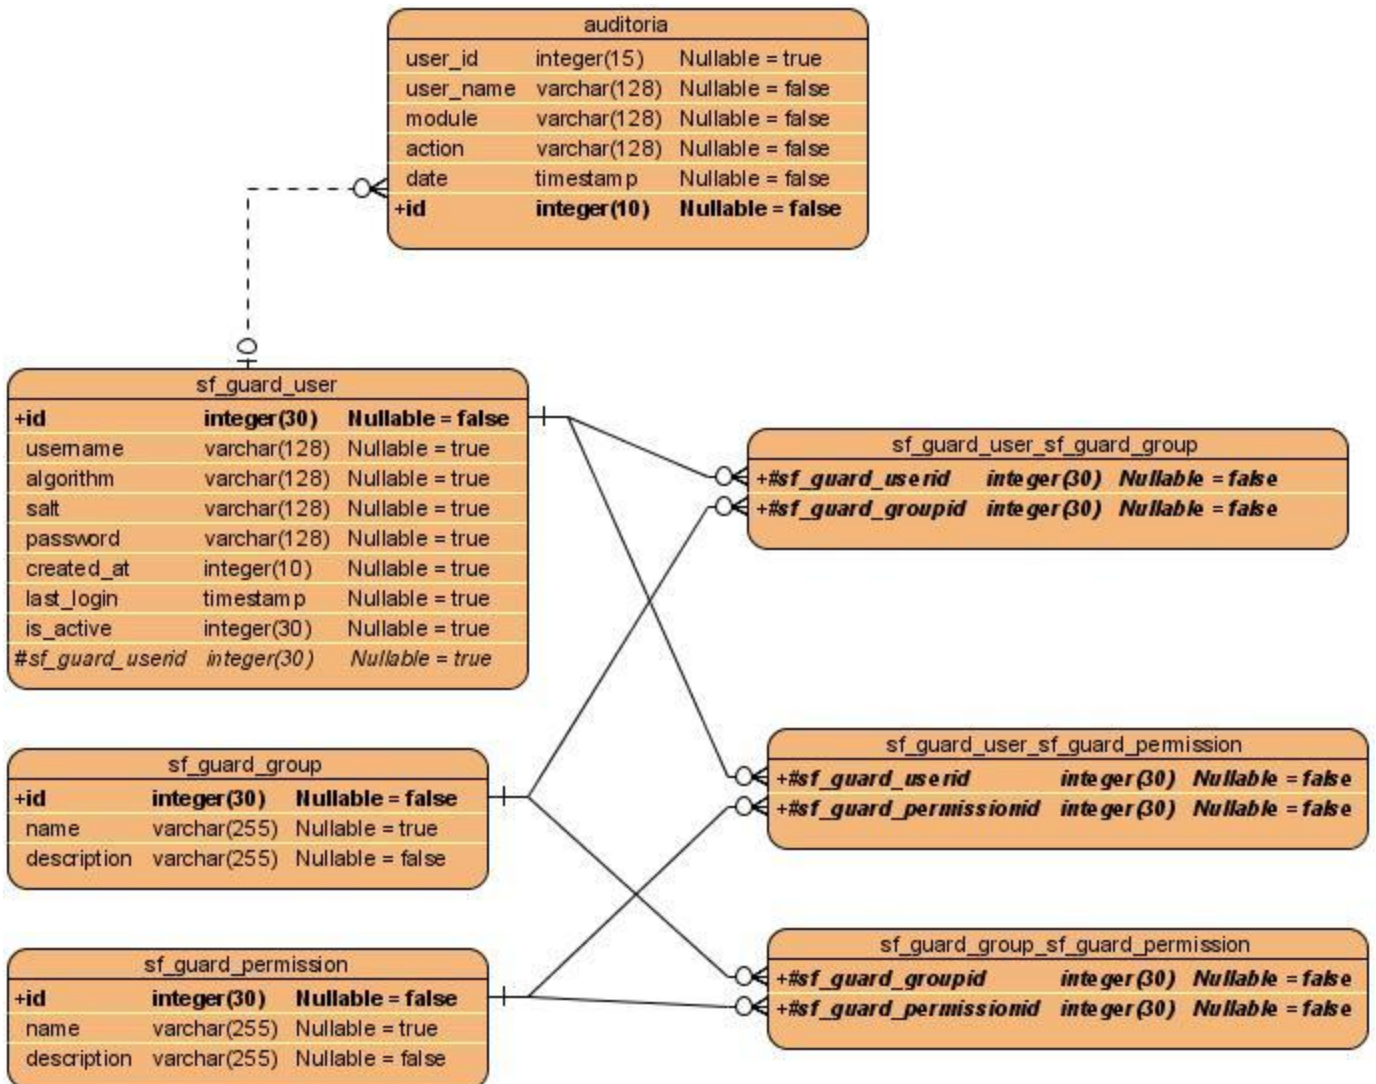 auditoria
user_id integer(15) Nullable = true
user_name varchar(128) Nullable = false
module varchar(128) Nullable = false
action varchar(128) Nullable = false
date timestamp Nullable = false
+id integer(10) Nullable = false
sf_guard_user
+id integer(30) Nullable = false
username varchar(128) Nullable = true
algorithm varchar(128) Nullable = true
salt varchar(128) Nullable = true
password varchar(128) Nullable = true
created_at integer(10) Nullable = true
last_login timestamp Nullable = true
is_active integer(30) Nullable = true
#sf_guard_userid integer(30) Nullable = true
sf_guard_user_sf_guard_group
+#sf_guard_userid integer(30) Nullable = false
+#sf_guard_groupid integer(30) Nullable = false
sf_guard_group
+id integer(30) Nullable = false
name varchar(255) Nullable = true
description varchar(255) Nullable = false
sf_guard_user_sf_guard_permission
+#sf_guard_userid integer(30) Nullable = false
+#sf_guard_permissionid integer(30) Nullable = false
sf_guard_permission
+id integer(30) Nullable = false
name varchar(255) Nullable = true
description varchar(255) Nullable = false
sf_guard_group_sf_guard_permission
+#sf_guard_groupid integer(30) Nullable = false
+#sf_guard_permissionid integer(30) Nullable = false